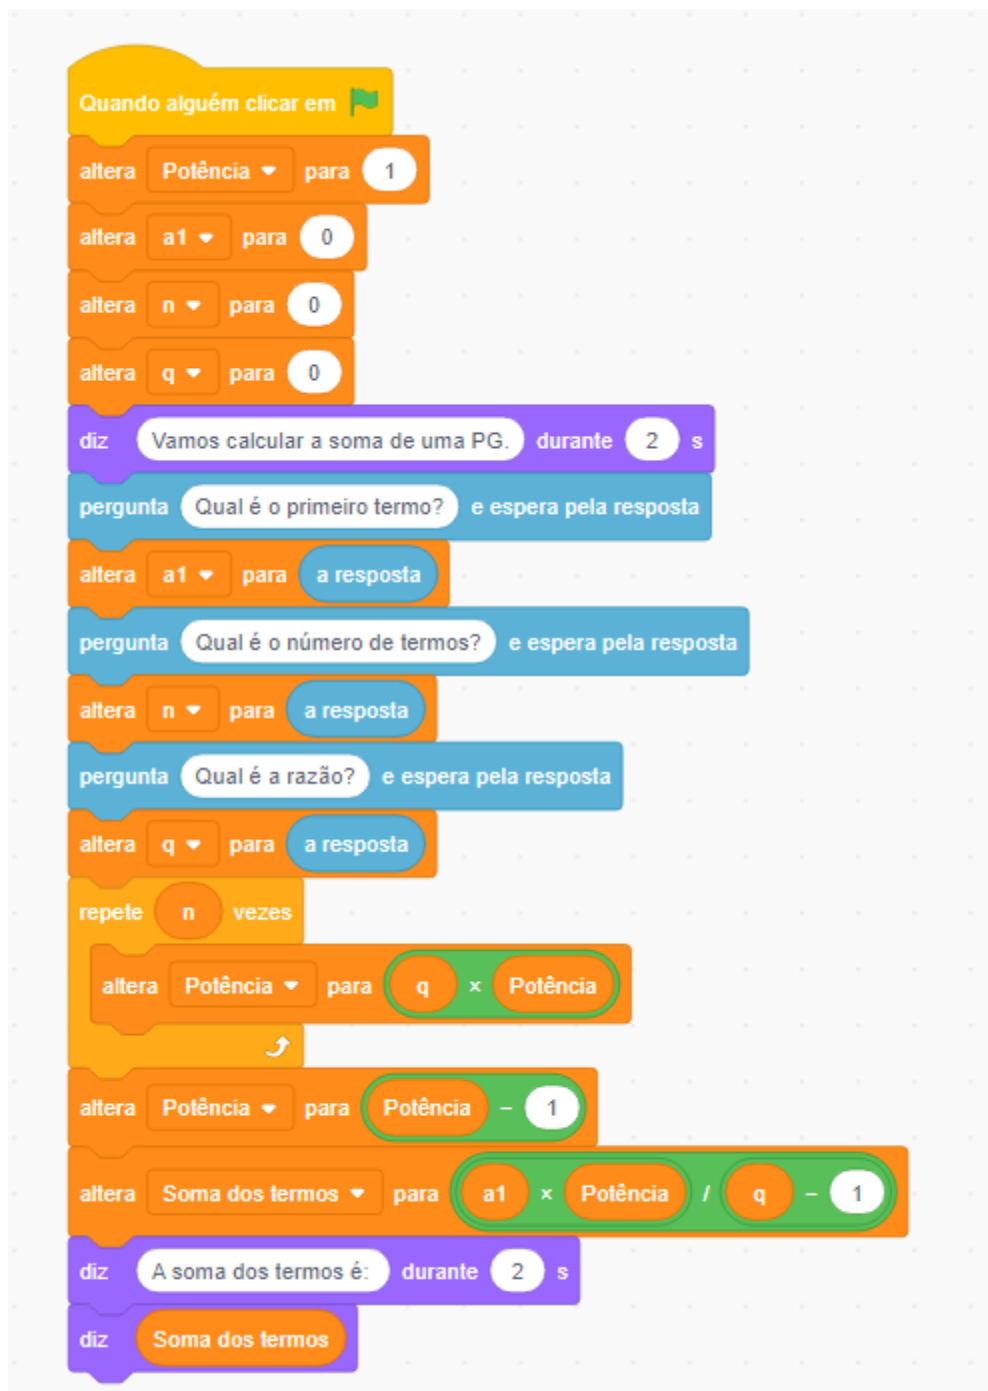 Quando alguém clicar em
altera Potência para 1
altera a1 para 0
altera n para 0
altera q para 0
diz Vamos calcular a soma de uma PG. durante 2 s
pergunta Qual é o primeiro termo? e espera pela resposta
altera a1 para a resposta
pergunta Qual é o número de termos? e espera pela resposta
altera n para a resposta
pergunta Qual é a razão? e espera pela resposta
altera q para a resposta
repete n vezes
altera Potência para q × Potência
altera Potência para Potência - 1
altera Soma dos termos para a1 × Potência / q - 1
diz A soma dos termos é: durante 2 s
diz Soma dos termos